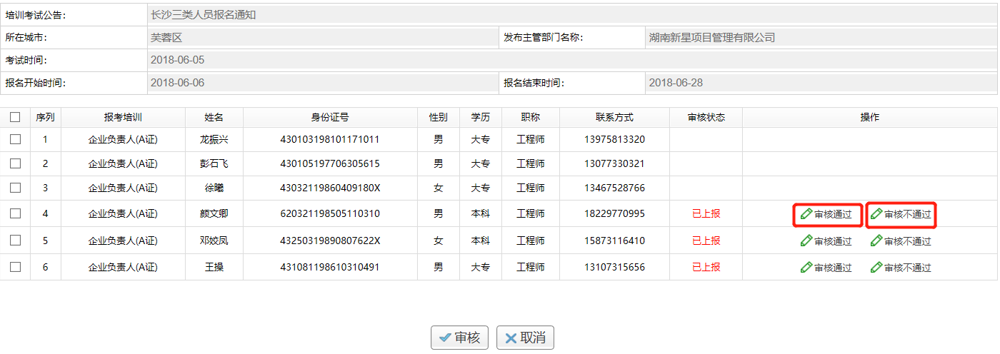 培训考试公告: 长沙三类人员报名通知
所在城市: 芙蓉区 发布主管部门名称: 湖南新星项目管理有限公司
考试时间: 2018-06-05
报名开始时间: 2018-06-06 报名结束时间: 2018-06-28
序列 报考培训 姓名 身份证号 性别 学历 职称 联系方式 审核状态 操作
1 企业负责人(A证) 龙振兴 430103198101171011 男 大专 工程师 13975813320
2 企业负责人(A证) 彭石飞 430105197706305615 男 大专 工程师 13077330321
3 企业负责人(A证) 徐曦 43032119860409180X 女 大专 工程师 13467528766
4 企业负责人(A证) 颜文卿 620321198505110310 男 本科 工程师 18229770995 已上报 审核通过 审核不通过
5 企业负责人(A证) 邓姣凤 43250319890807622X 女 本科 工程师 15873116410 已上报 审核通过 审核不通过
6 企业负责人(A证) 王操 431081198610310491 男 大专 工程师 13107315656 已上报 审核通过 审核不通过
审核 取消